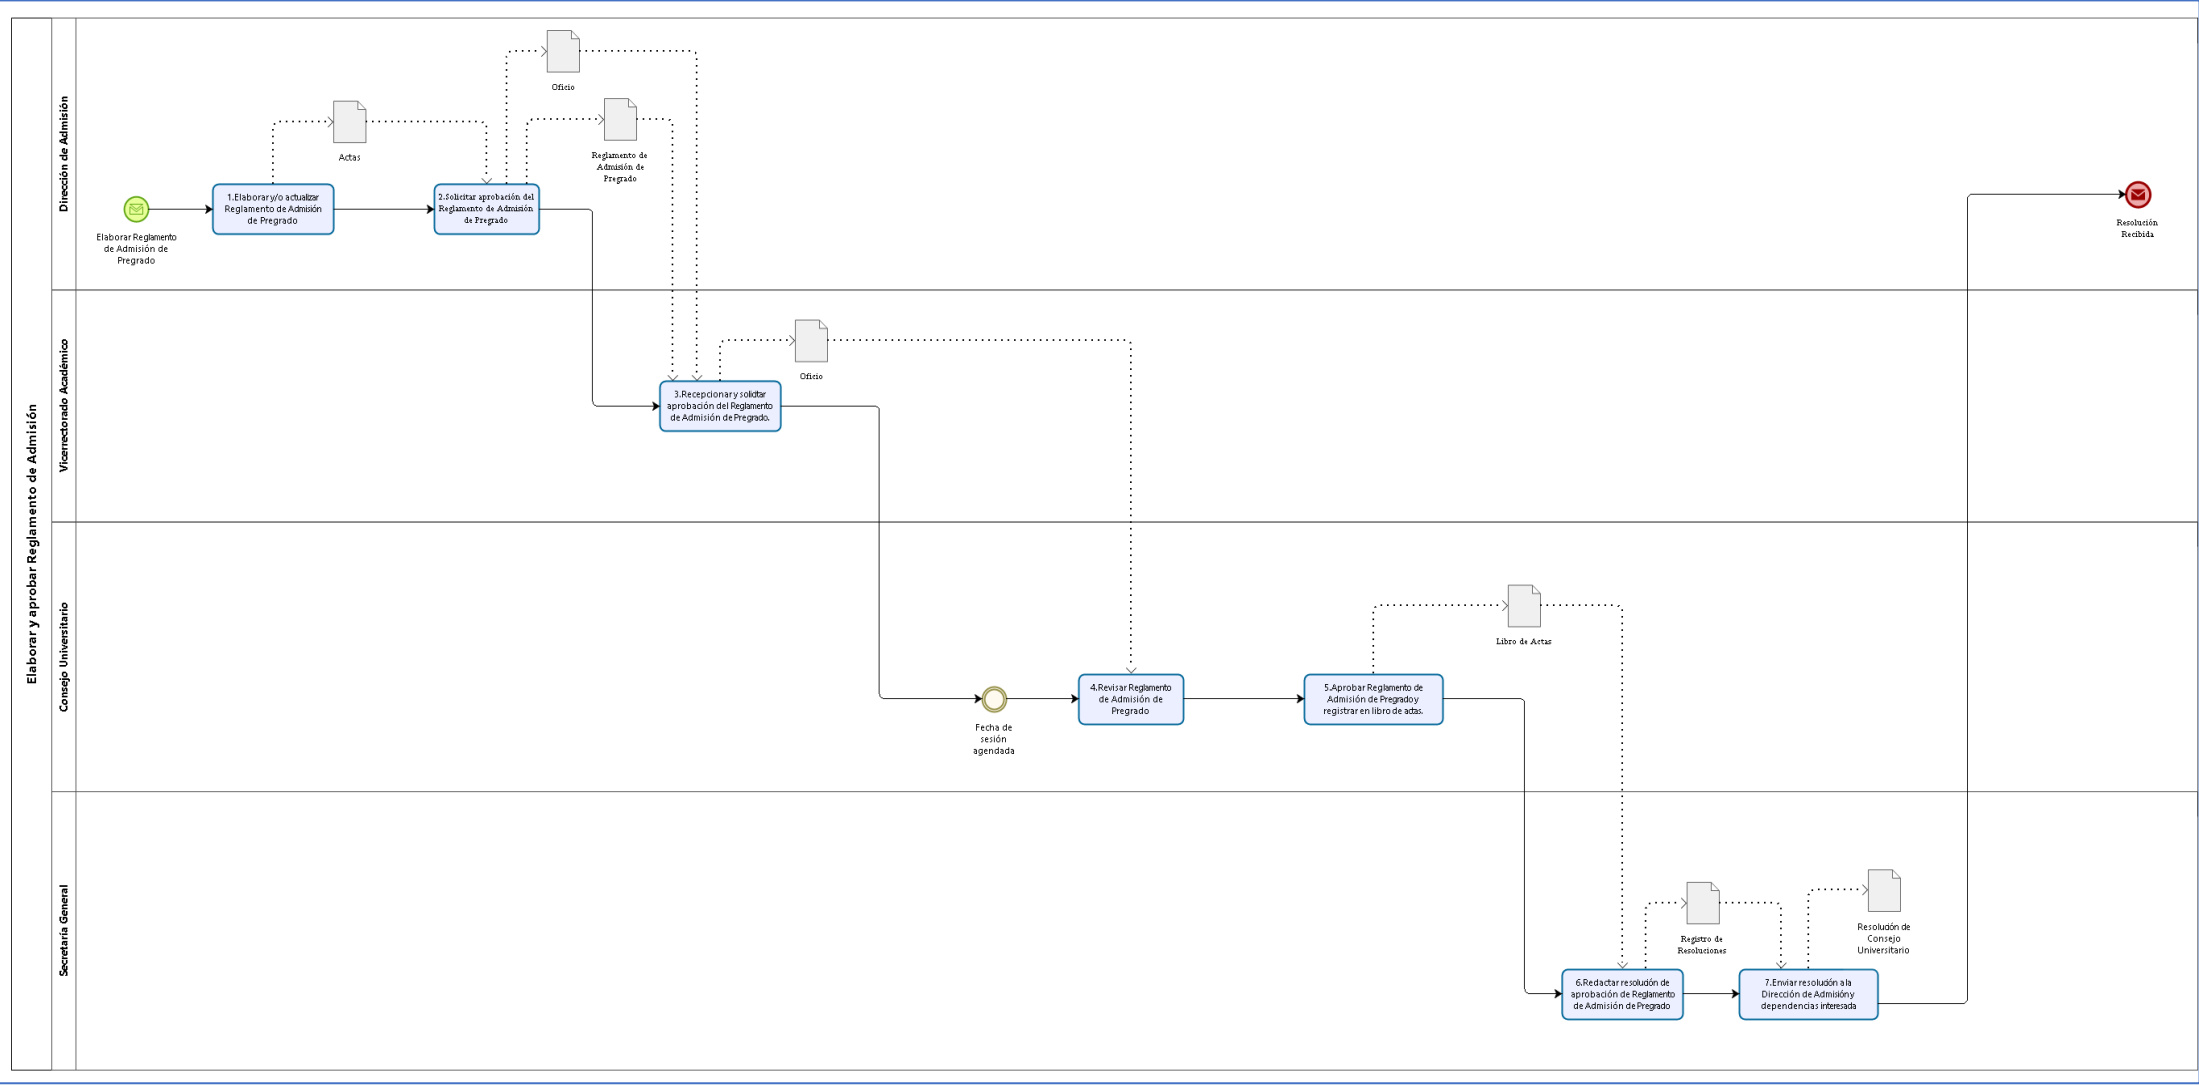 Elaborar y aprobar Reglamento de Admisión
Dirección de Admisión
Elaborar Reglamento
de Admisión de
Pregrado
1.Elaborar y/o actualizar
Reglamento de Admisión
de Pregrado
Actas
2.Solicitar aprobación del
Reglamento de Admisión
de Pregrado
Oficio
Reglamento de
Admisión de
Pregrado
Resolución
Recibida
Vicerrectorado Académico
3.Recepcionar y solicitar
aprobación del Reglamento
de Admisión de Pregrado.
Oficio
Consejo Universitario
Fecha de
sesión
agendada
4.Revisar Reglamento
de Admisión de
Pregrado
5.Aprobar Reglamento de
Admisión de Pregrado y
registrar en libro de actas.
Libro de Actas
Secretaría General
6.Redactar resolución de
aprobación de Reglamento
de Admisión de Pregrado
Registro de
Resoluciones
7.Enviar resolución a la
Dirección de Admisión y
dependencias interesada
Resolución de
Consejo
Universitario